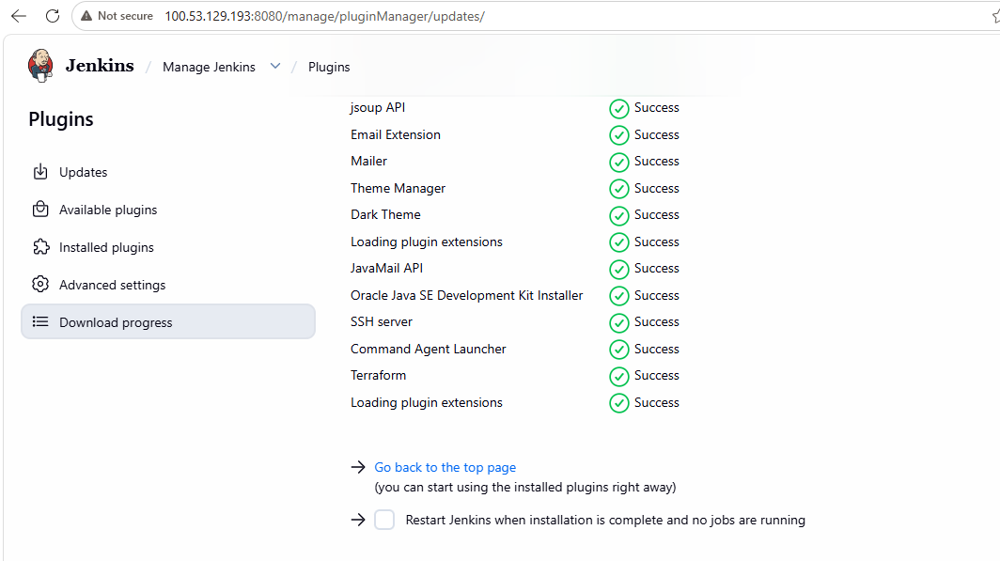 Not secure 100.53.129.193:8080/manage/pluginManager/updates/
Jenkins / Manage Jenkins / Plugins
Plugins
Updates
Available plugins
Installed plugins
Advanced settings
Download progress
jsoup API Success
Email Extension Success
Mailer Success
Theme Manager Success
Dark Theme Success
Loading plugin extensions Success
JavaMail API Success
Oracle Java SE Development Kit Installer Success
SSH server Success
Command Agent Launcher Success
Terraform Success
Loading plugin extensions Success
Go back to the top page
(you can start using the installed plugins right away)
Restart Jenkins when installation is complete and no jobs are running